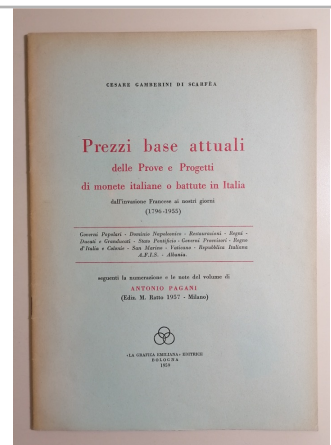 CESARE GAMBERINI DI SCARFÈA
Prezzi base attuali
delle Prove e Progetti
di monete italiane o battute in Italia
dall'invasione Francese ai nostri giorni
(1796-1955)
Governi Popolari - Dominio Napoleonico - Restaurazioni - Regni -
Ducati e Granducati - Stato Pontificio - Governi Provvisori - Regno
d'Italia e Colonie - San Marino - Vaticano - Repubblica Italiana
A.F.I.S. - Albania.
seguenti la numerazione e le note del volume di
ANTONIO PAGANI
(Ediz. M. Ratto 1957 - Milano)
«LA GRAFICA EMILIANA» EDITRICE
BOLOGNA